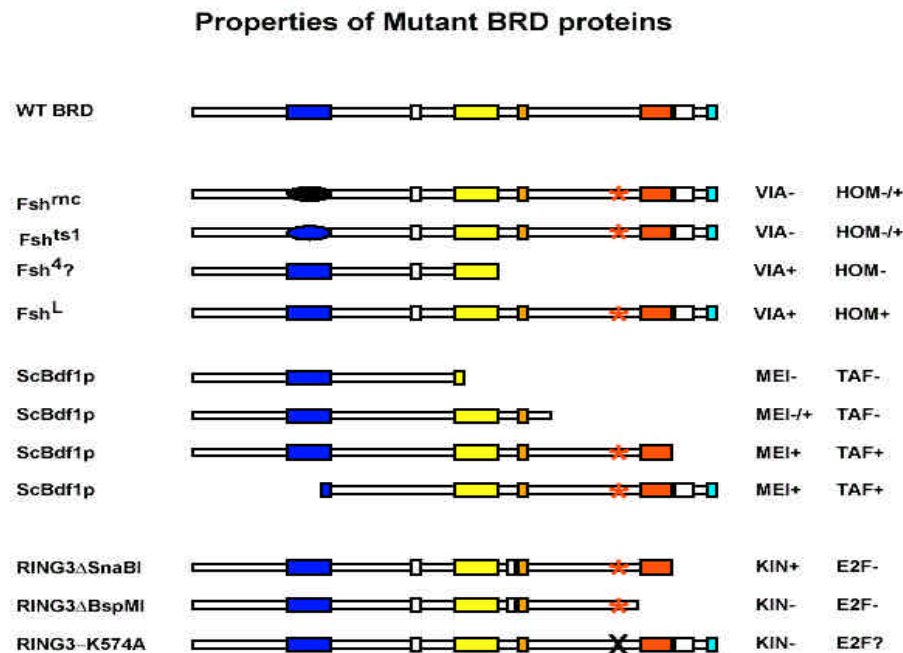 Properties of Mutant BRD proteins
WT BRD
Fsh^rnc VIA- HOM-/+
Fsh^ts1 VIA- HOM-/+
Fsh^4? VIA+ HOM-
Fsh^L VIA+ HOM+
ScBdf1p MEI- TAF-
ScBdf1p MEI-/+ TAF-
ScBdf1p MEI+ TAF+
ScBdf1p MEI+ TAF+
RING3ΔSnaBI KIN+ E2F-
RING3ΔBspMI KIN- E2F-
RING3-K574A KIN- E2F?